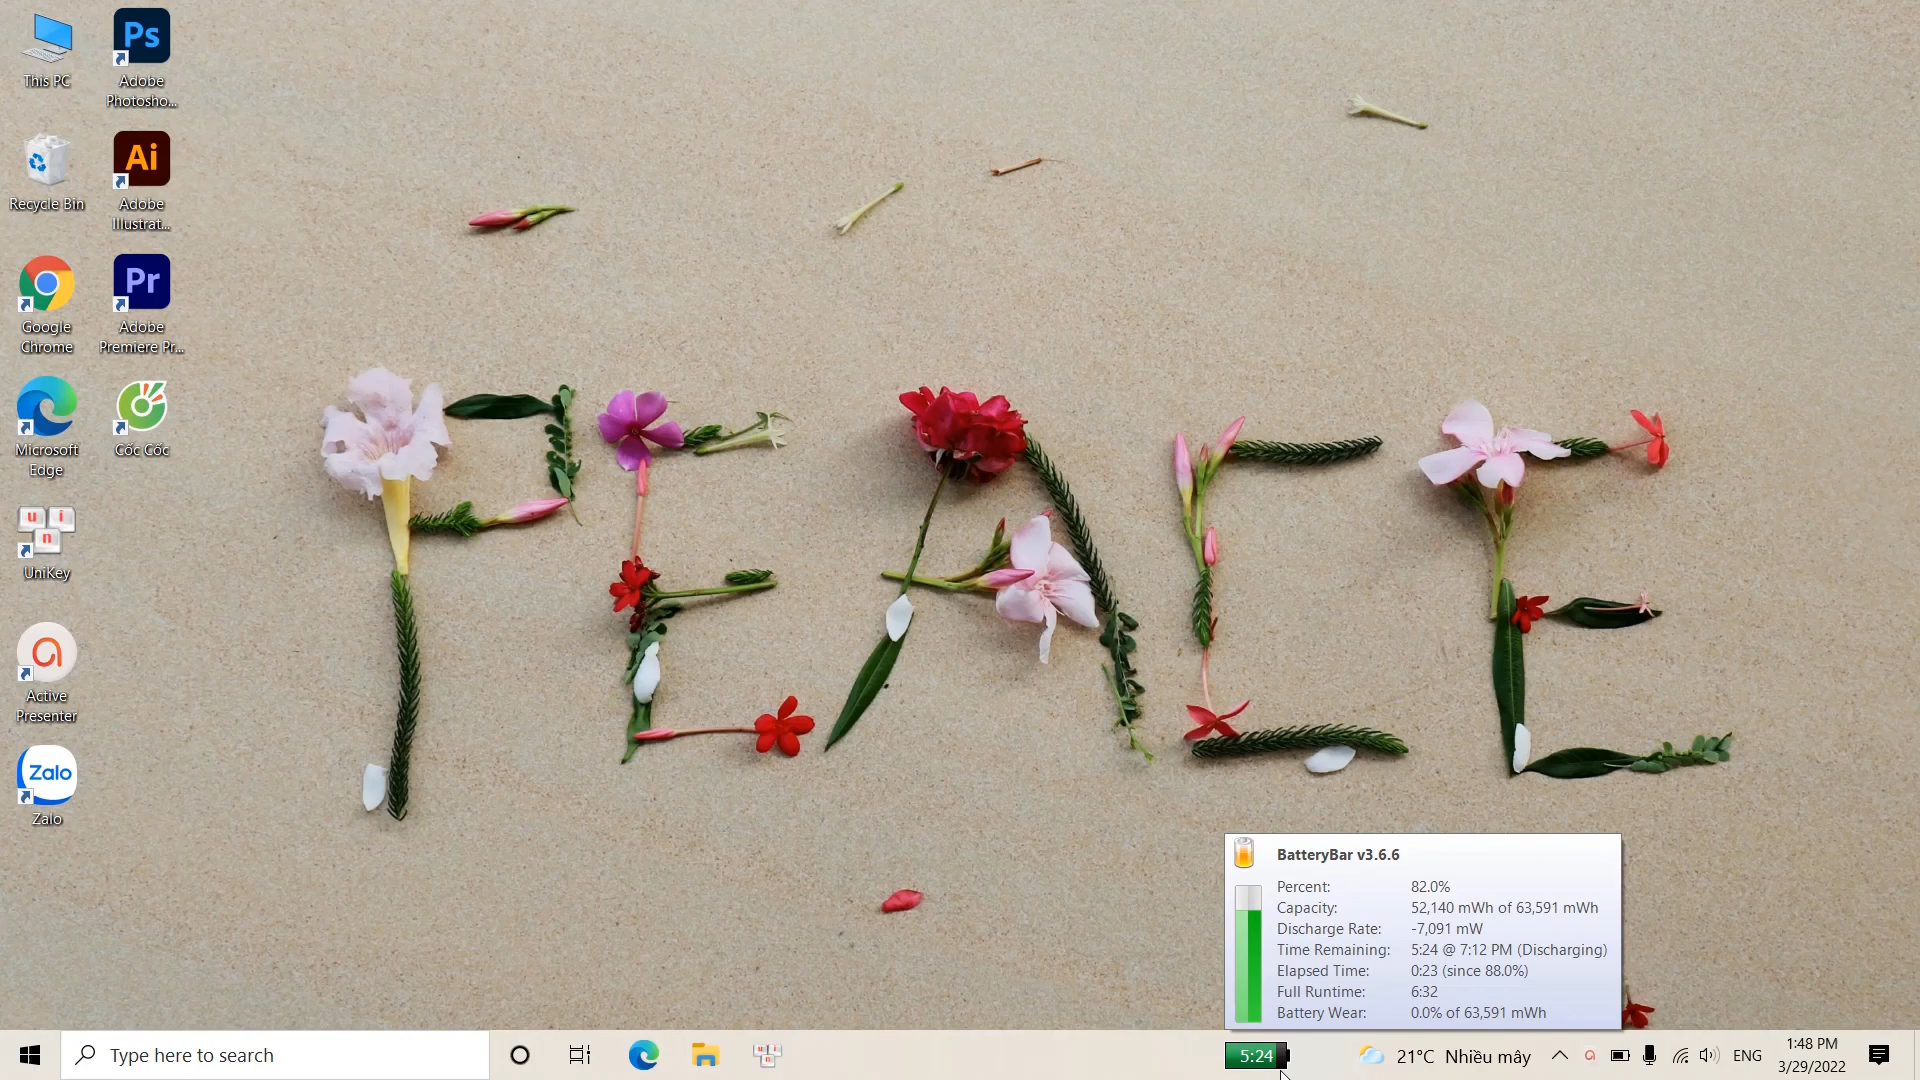 This PC
Ps
Adobe
Photosho...
Recycle Bin
Ai
Adobe
Illustrat...
Google
Chrome
Pr
Adobe
Premiere Pr...
Microsoft
Edge
Cốc Cốc
u i
n
UniKey
Active
Presenter
Zalo
Zalo
PEACE
BatteryBar v3.6.6
Percent: 82.0%
Capacity: 52,140 mWh of 63,591 mWh
Discharge Rate: -7,091 mW
Time Remaining: 5:24 @ 7:12 PM (Discharging)
Elapsed Time: 0:23 (since 88.0%)
Full Runtime: 6:32
Battery Wear: 0.0% of 63,591 mWh
Type here to search
u i
n
5:24
21°C Nhiều mây
ENG
1:48 PM
3/29/2022